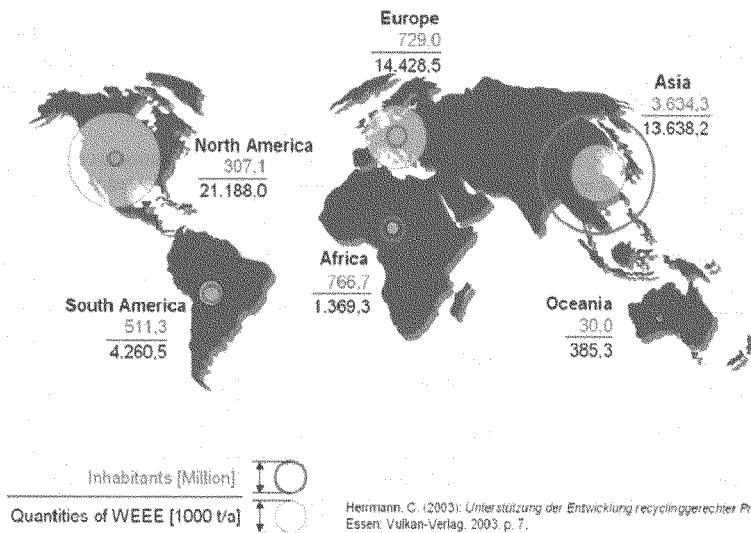 Europe
729,0
14.428,5
Asia
3.634,3
13.638,2
North America
307,1
21.188,0
Africa
766,7
1.369,3
South America
511,3
4.260,5
Oceania
30,0
385,3
Inhabitants [Million]
Quantities of WEEE [1000 t/a]
Herrmann, C. (2003): Unterstützung der Entwicklung recyclinggerechter Pr
Essen: Vulkan-Verlag, 2003, p. 7.